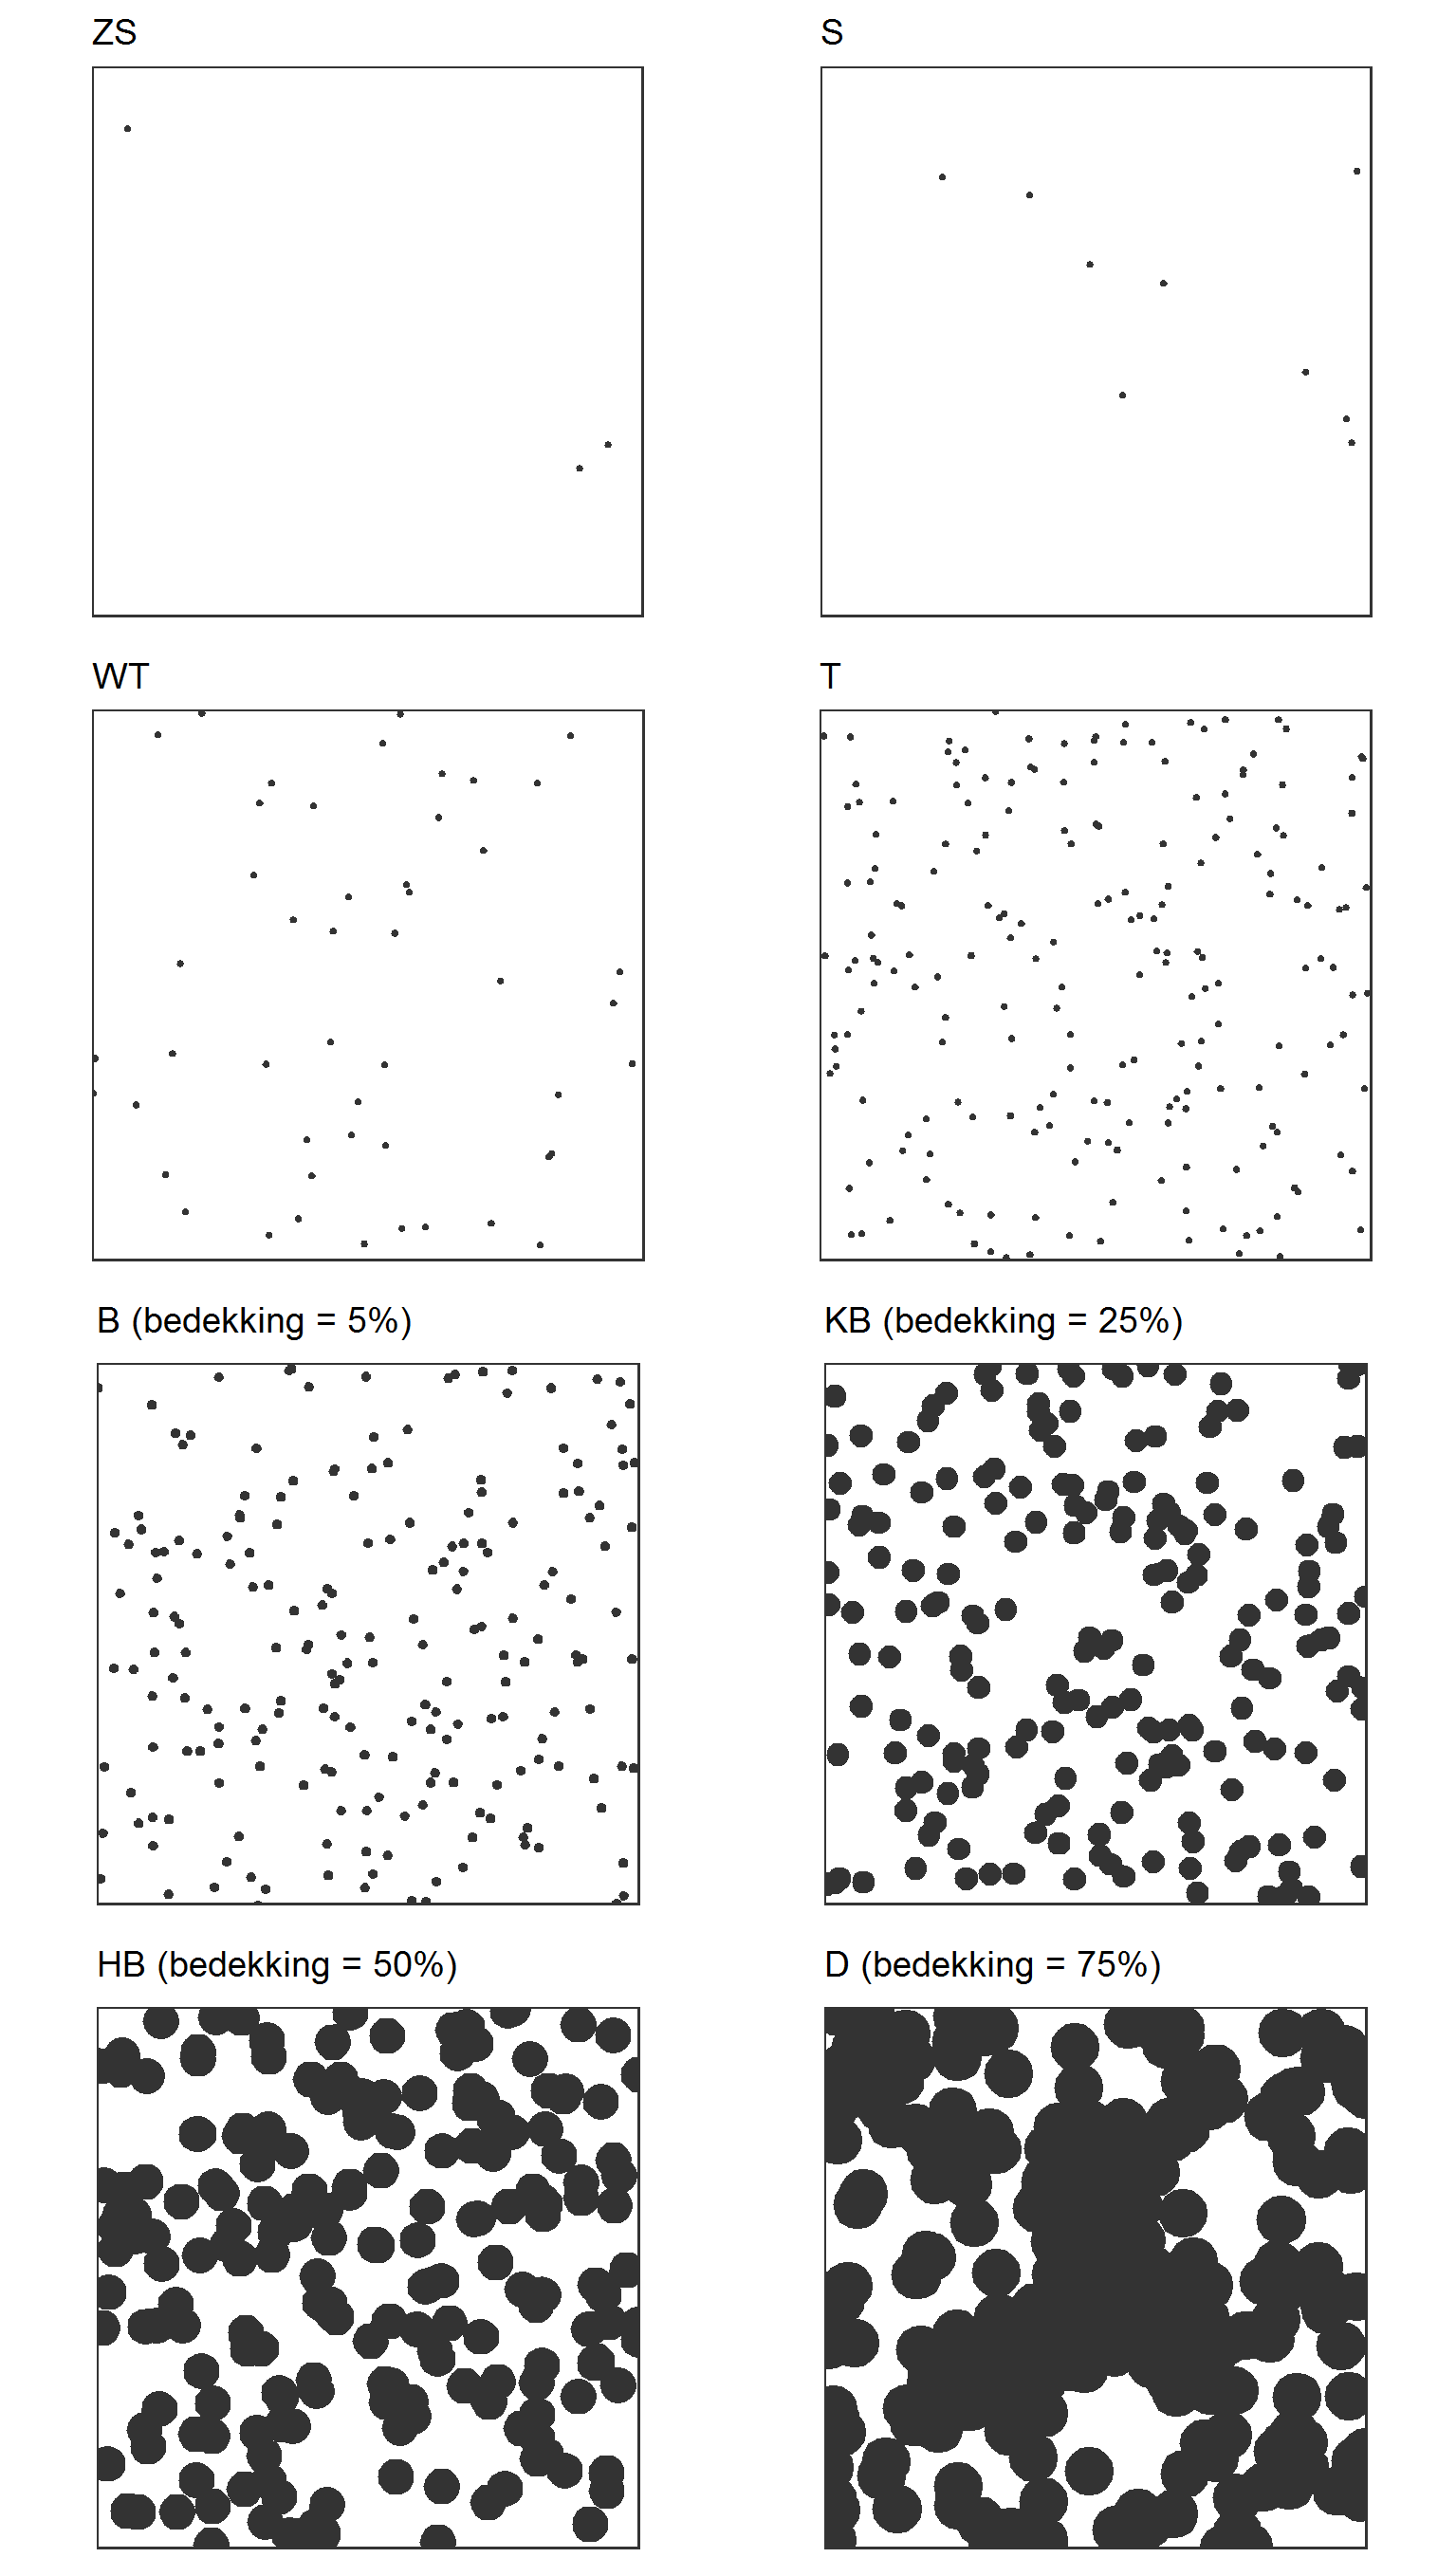 ZS
S
WT
T
B (bedekking = 5%)
KB (bedekking = 25%)
HB (bedekking = 50%)
D (bedekking = 75%)